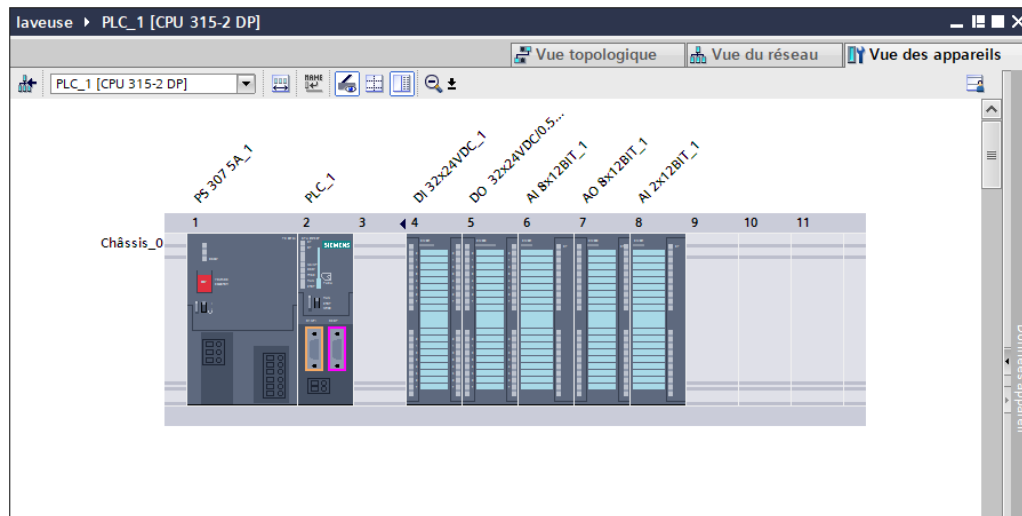 laveuse ▸ PLC_1 [CPU 315-2 DP]
Vue topologique Vue du réseau Vue des appareils
PLC_1 [CPU 315-2 DP]
PS 307 5A_1
PLC_1
DI 32x24VDC_1
DO 32x24VDC/0.5...
AI 8x12BIT_1
AO 8x12BIT_1
AI 2x12BIT_1
1 2 3 4 5 6 7 8 9 10 11
Châssis_0
SIEMENS
Données appareil